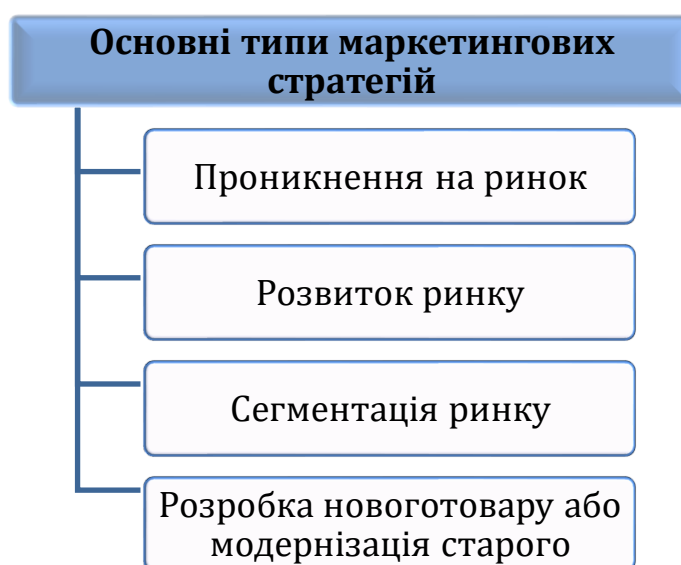 Основні типи маркетингових
стратегій
Проникнення на ринок
Розвиток ринку
Сегментація ринку
Розробка новоготовару або
модернізація старого